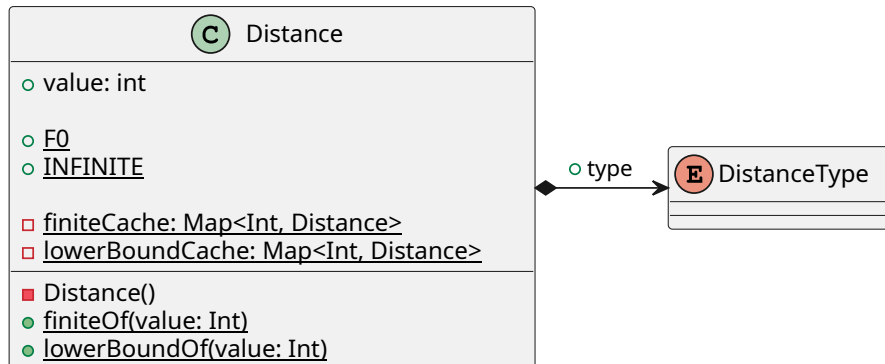 C Distance
value: int
F0
INFINITE
finiteCache: Map<Int, Distance>
lowerBoundCache: Map<Int, Distance>
Distance()
finiteOf(value: Int)
lowerBoundOf(value: Int)
type
E DistanceType